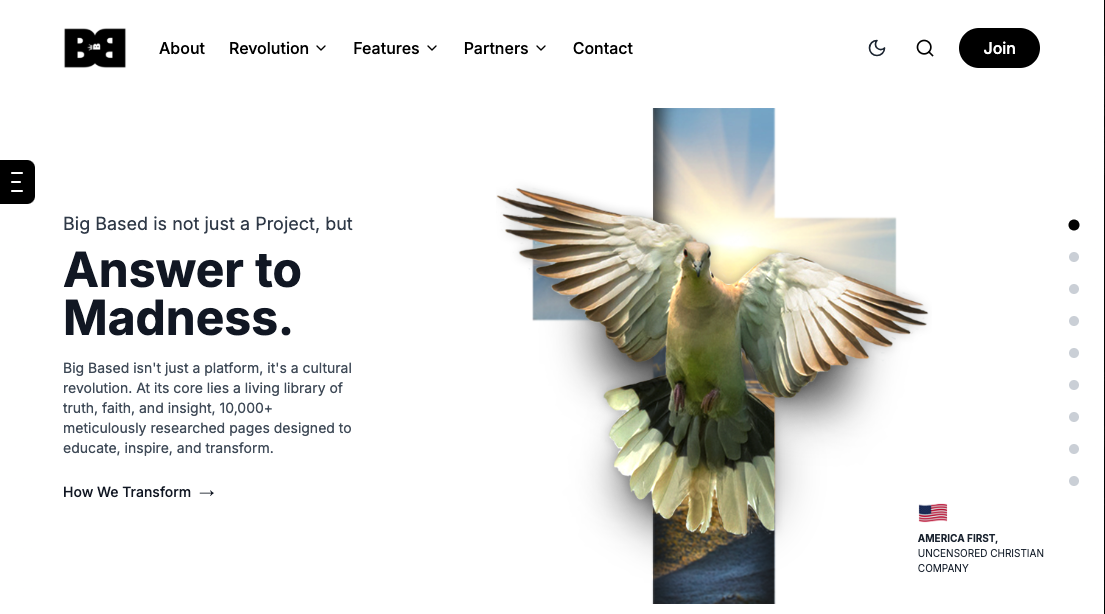 BB
About
Revolution
Features
Partners
Contact
Join
Big Based is not just a Project, but
Answer to
Madness.
Big Based isn't just a platform, it's a cultural
revolution. At its core lies a living library of
truth, faith, and insight, 10,000+
meticulously researched pages designed to
educate, inspire, and transform.
How We Transform →
AMERICA FIRST,
UNCENSORED CHRISTIAN
COMPANY